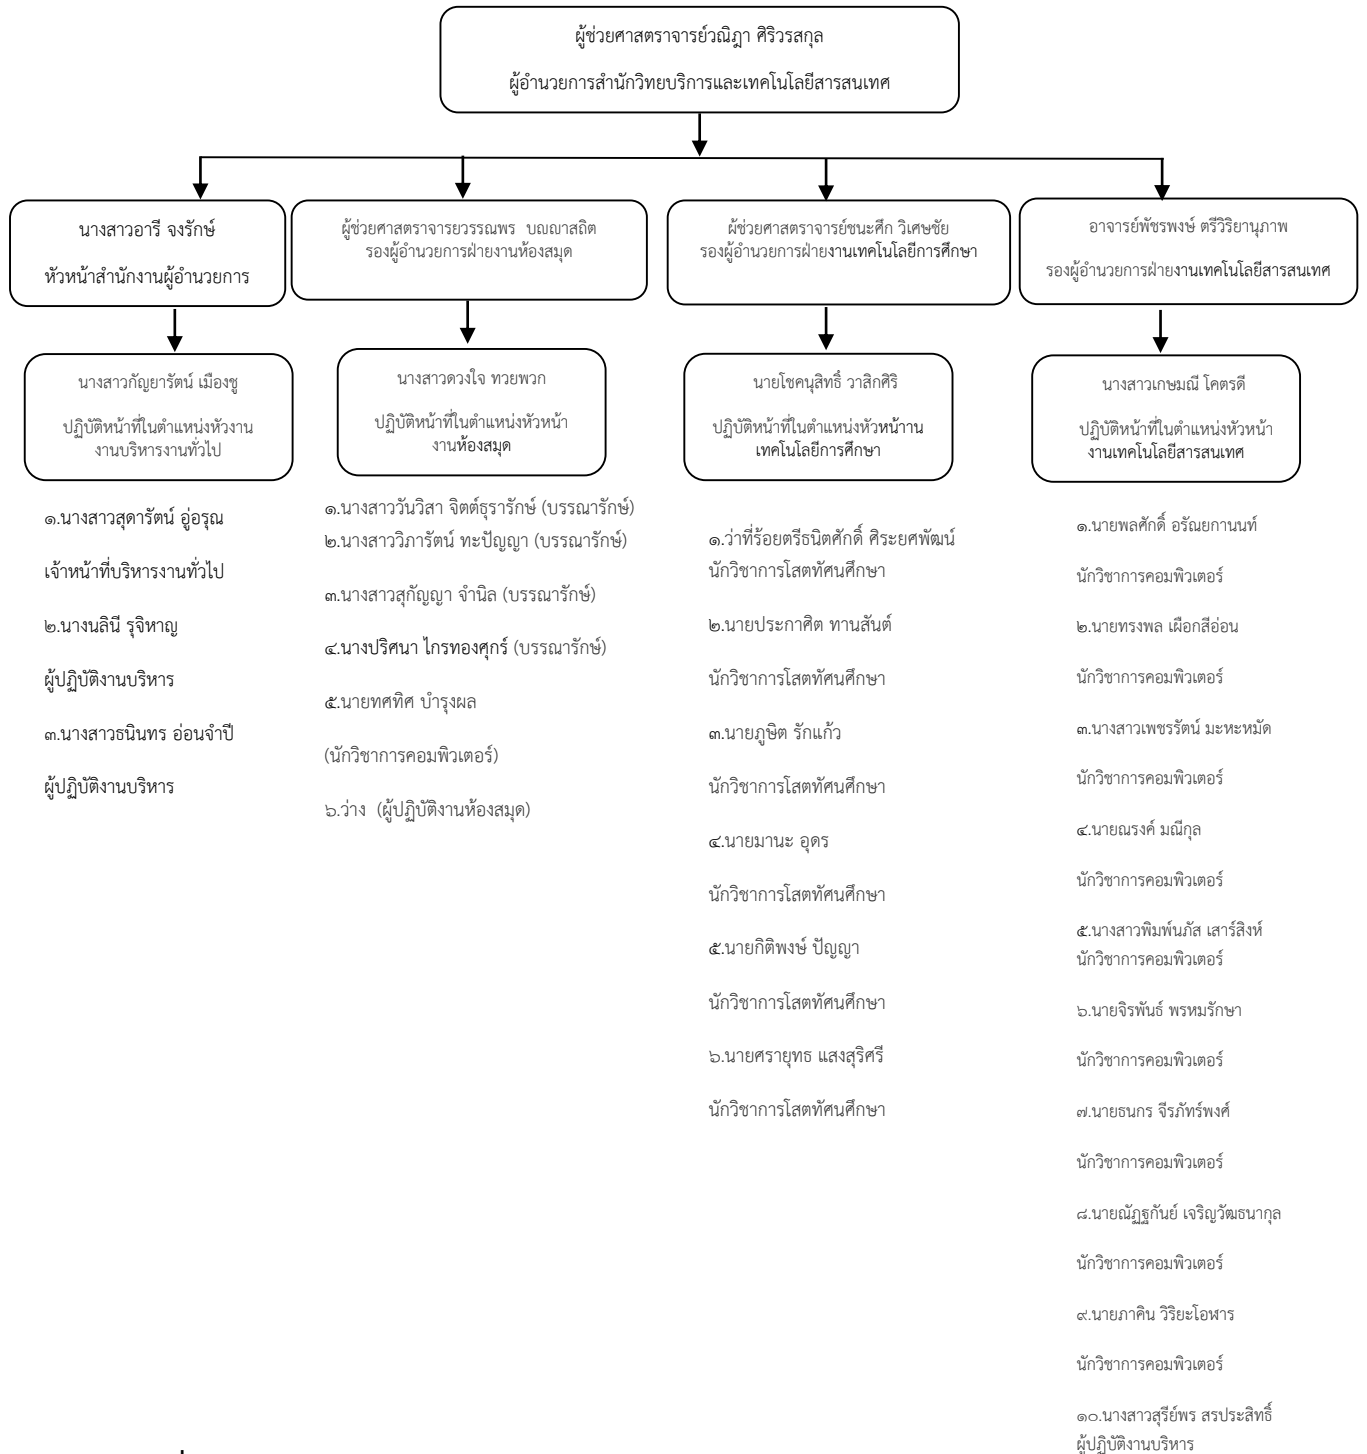 ผู้ช่วยศาสตราจารย์วณิฎา ศิริวรสกุล
ผู้อำนวยการสำนักวิทยบริการและเทคโนโลยีสารสนเทศ
นางสาวอารี จงรักษ์
หัวหน้าสำนักงานผู้อำนวยการ
ผู้ช่วยศาสตราจารยวรรณพร บญญาสถิต
รองผู้อำนวยการฝ่ายงานห้องสมุด
ผ้ช่วยศาสตราจารย์ชนะศึก วิเศษชัย
รองผู้อำนวยการฝ่ายงานเทคโนโลยีการศึกษา
อาจารย์พัชรพงษ์ ตรีวิริยานุภาพ
รองผู้อำนวยการฝ่ายงานเทคโนโลยีสารสนเทศ
นางสาวกัญยารัตน์ เมืองชู
ปฏิบัติหน้าที่ในตำแหน่งหัวงาน
งานบริหารงานทั่วไป
นางสาวดวงใจ ทวยพวก
ปฏิบัติหน้าที่ในตำแหน่งหัวหน้า
งานห้องสมุด
นายโชคนุสิทธิ์ วาสิกศิริ
ปฏิบัติหน้าที่ในตำแหน่งหัวหน้าาน
เทคโนโลยีการศึกษา
นางสาวเกษมณี โคตรดี
ปฏิบัติหน้าที่ในตำแหน่งหัวหน้า
งานเทคโนโลยีสารสนเทศ
๑.นางสาวสุดารัตน์ อู่อรุณ
เจ้าหน้าที่บริหารงานทั่วไป
๒.นางนลินี รุจิหาญ
ผู้ปฏิบัติงานบริหาร
๓.นางสาวธนินทร อ่อนจำปี
ผู้ปฏิบัติงานบริหาร
๑.นางสาววันวิสา จิตต์ธุรารักษ์ (บรรณารักษ์)
๒.นางสาววิภารัตน์ ทะปัญญา (บรรณารักษ์)
๓.นางสาวสุกัญญา จำนิล (บรรณารักษ์)
๔.นางปริศนา ไกรทองศุกร์ (บรรณารักษ์)
๕.นายทศทิศ บำรุงผล
(นักวิชาการคอมพิวเตอร์)
๖.ว่าง (ผู้ปฏิบัติงานห้องสมุด)
๑.ว่าที่ร้อยตรีธนิตศักดิ์ ศิระยศพัฒน์
นักวิชาการโสตทัศนศึกษา
๒.นายประกาศิต ทานสันต์
นักวิชาการโสตทัศนศึกษา
๓.นายภูษิต รักแก้ว
นักวิชาการโสตทัศนศึกษา
๔.นายมานะ อุดร
นักวิชาการโสตทัศนศึกษา
๕.นายกิติพงษ์ ปัญญา
นักวิชาการโสตทัศนศึกษา
๖.นายศรายุทธ แสงสุริศรี
นักวิชาการโสตทัศนศึกษา
๑.นายพลศักดิ์ อรัณยกานนท์
นักวิชาการคอมพิวเตอร์
๒.นายทรงพล เผือกสีอ่อน
นักวิชาการคอมพิวเตอร์
๓.นางสาวเพชรรัตน์ มะหะหมัด
นักวิชาการคอมพิวเตอร์
๔.นายณรงค์ มณีกุล
นักวิชาการคอมพิวเตอร์
๕.นางสาวพิมพ์นภัส เสาร์สิงห์
นักวิชาการคอมพิวเตอร์
๖.นายจิรพันธ์ พรหมรักษา
นักวิชาการคอมพิวเตอร์
๗.นายธนกร จีรภัทร์พงศ์
นักวิชาการคอมพิวเตอร์
๘.นายณัฏฐกันย์ เจริญวัฒธนากุล
นักวิชาการคอมพิวเตอร์
๙.นายภาคิน วิริยะโอฬาร
นักวิชาการคอมพิวเตอร์
๑๐.นางสาวสุรีย์พร สรประสิทธิ์
ผู้ปฏิบัติงานบริหาร